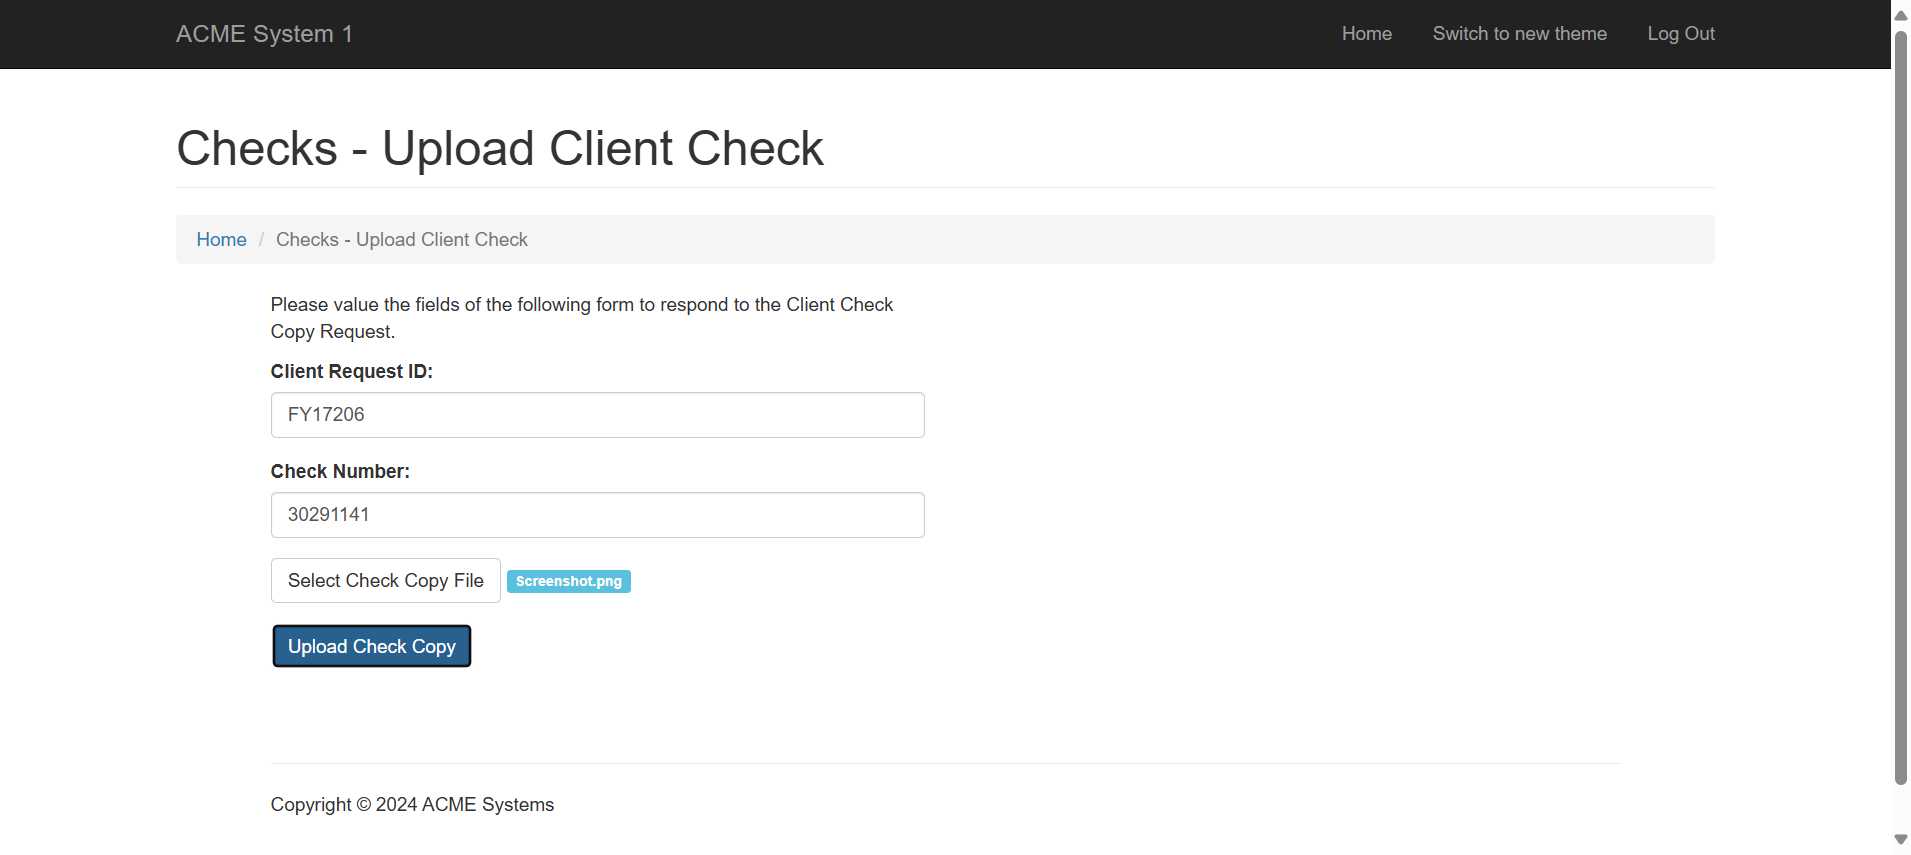 ACME System 1
Home
Switch to new theme
Log Out
Checks - Upload Client Check
Home / Checks - Upload Client Check
Please value the fields of the following form to respond to the Client Check
Copy Request.
Client Request ID:
FY17206
Check Number:
30291141
Select Check Copy File
Screenshot.png
Upload Check Copy
Copyright © 2024 ACME Systems